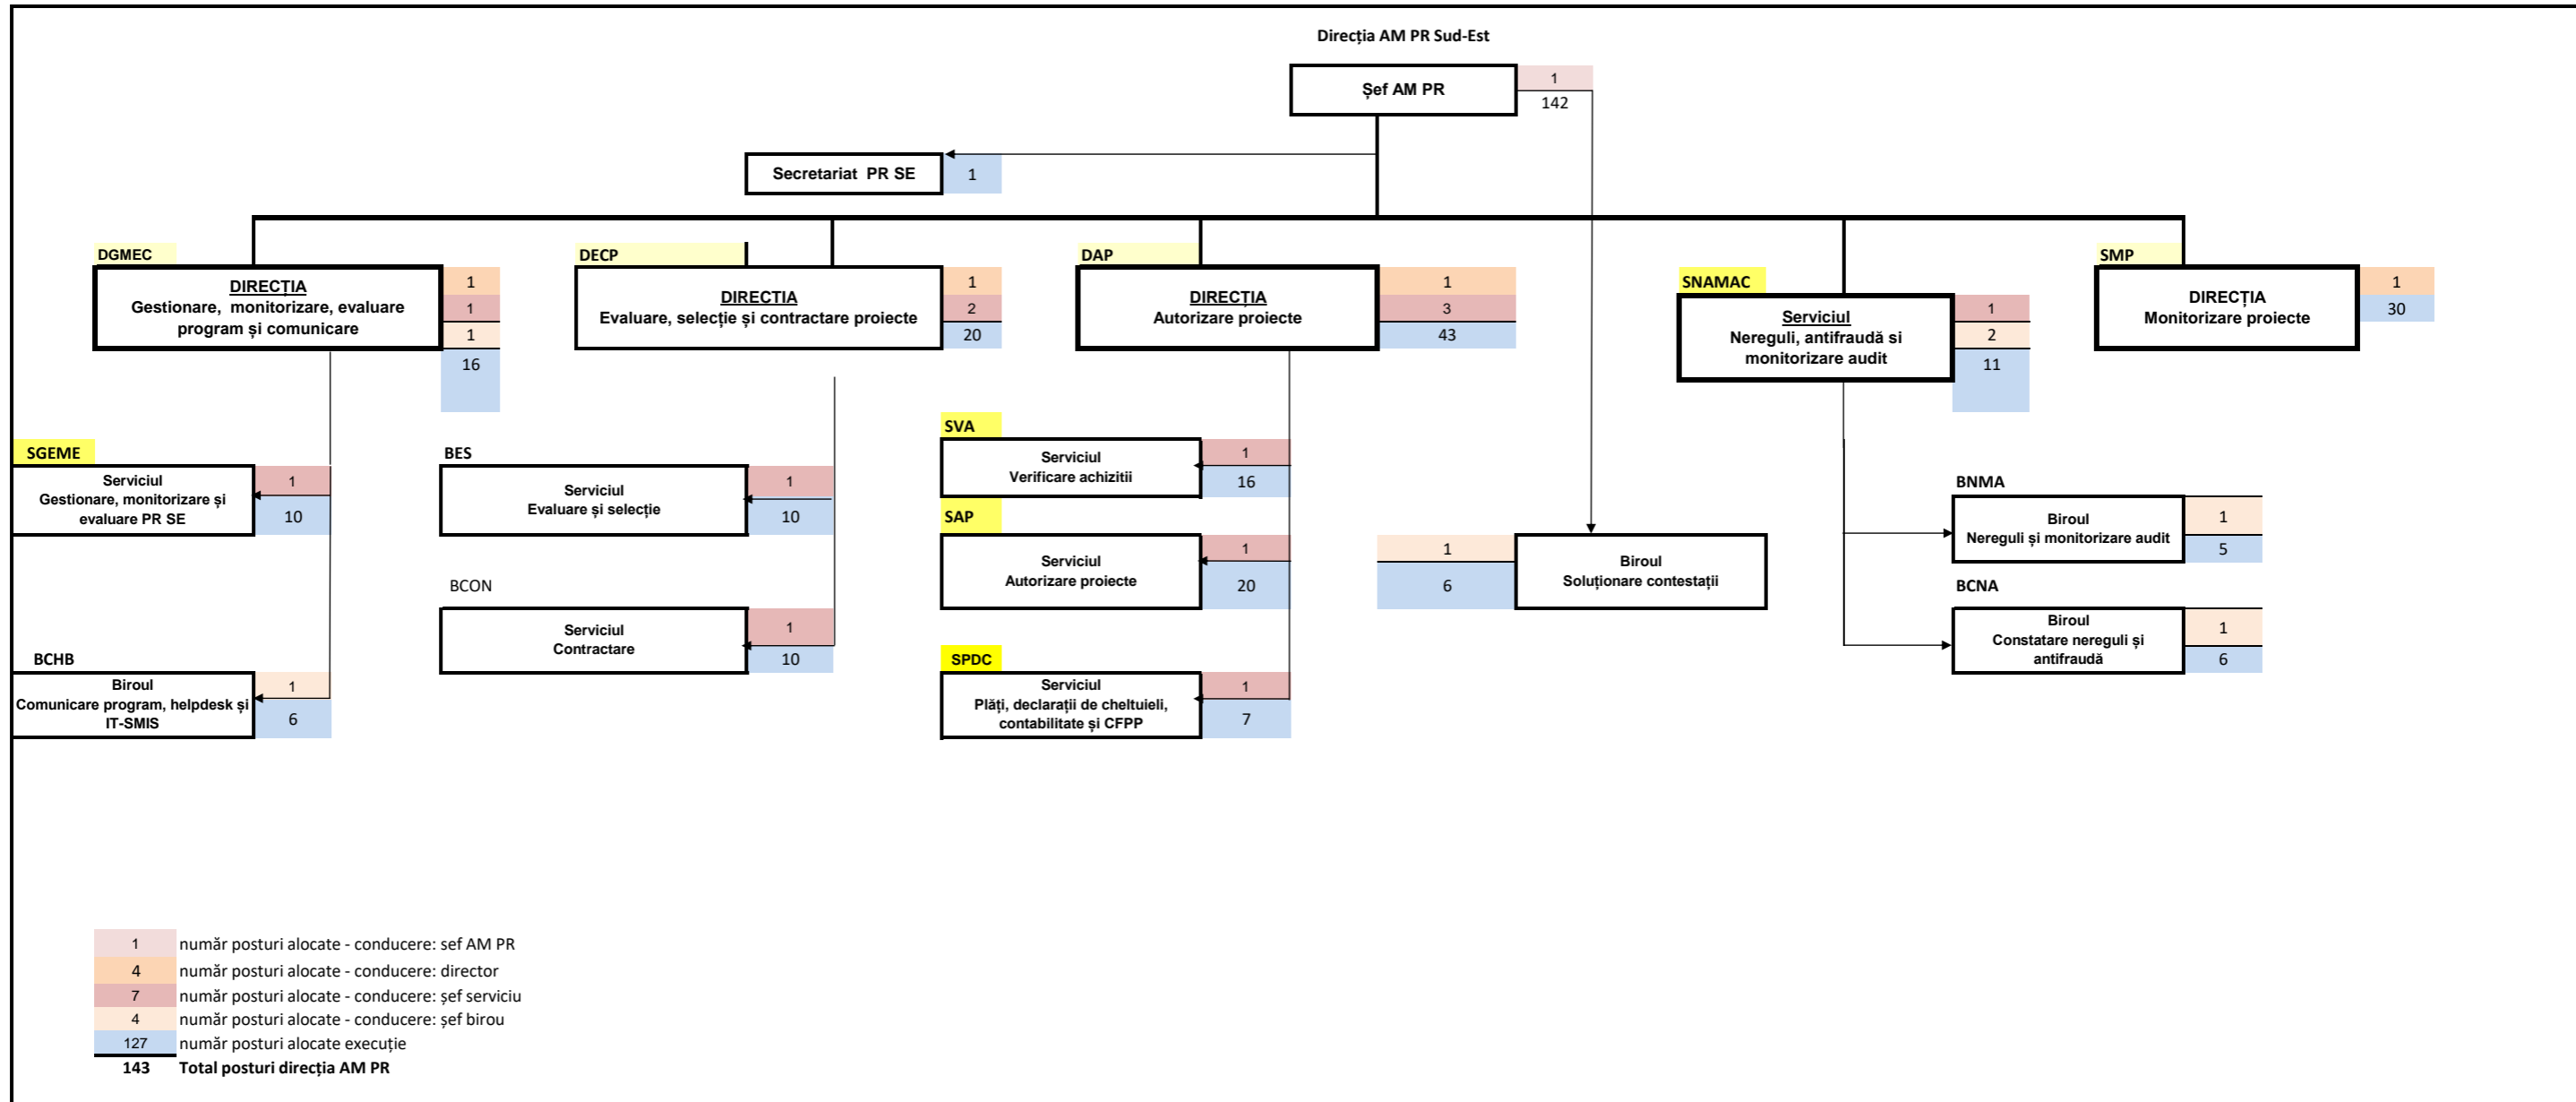 Direcția AM PR Sud-Est
Șef AM PR
1
142
Secretariat PR SE
1
DGMEC
DIRECȚIA
Gestionare, monitorizare, evaluare
program și comunicare
1
1
1
16
DECP
DIRECTIA
Evaluare, selecție și contractare proiecte
1
2
20
DAP
DIRECȚIA
Autorizare proiecte
1
3
43
SNAMAC
Serviciul
Nereguli, antifraudă si
monitorizare audit
1
2
11
SMP
DIRECȚIA
Monitorizare proiecte
1
30
SGEME
Serviciul
Gestionare, monitorizare și
evaluare PR SE
1
10
BCHB
Biroul
Comunicare program, helpdesk și
IT-SMIS
1
6
BES
Serviciul
Evaluare și selecție
1
10
BCON
Serviciul
Contractare
1
10
SVA
Serviciul
Verificare achizitii
1
16
SAP
Serviciul
Autorizare proiecte
1
20
SPDC
Serviciul
Plăți, declarații de cheltuieli,
contabilitate și CFPP
1
7
1
6
Biroul
Soluționare contestații
BNMA
Biroul
Nereguli și monitorizare audit
1
5
BCNA
Biroul
Constatare nereguli și
antifraudă
1
6
1 număr posturi alocate - conducere: sef AM PR
4 număr posturi alocate - conducere: director
7 număr posturi alocate - conducere: șef serviciu
4 număr posturi alocate - conducere: șef birou
127 număr posturi alocate execuție
143 Total posturi direcția AM PR